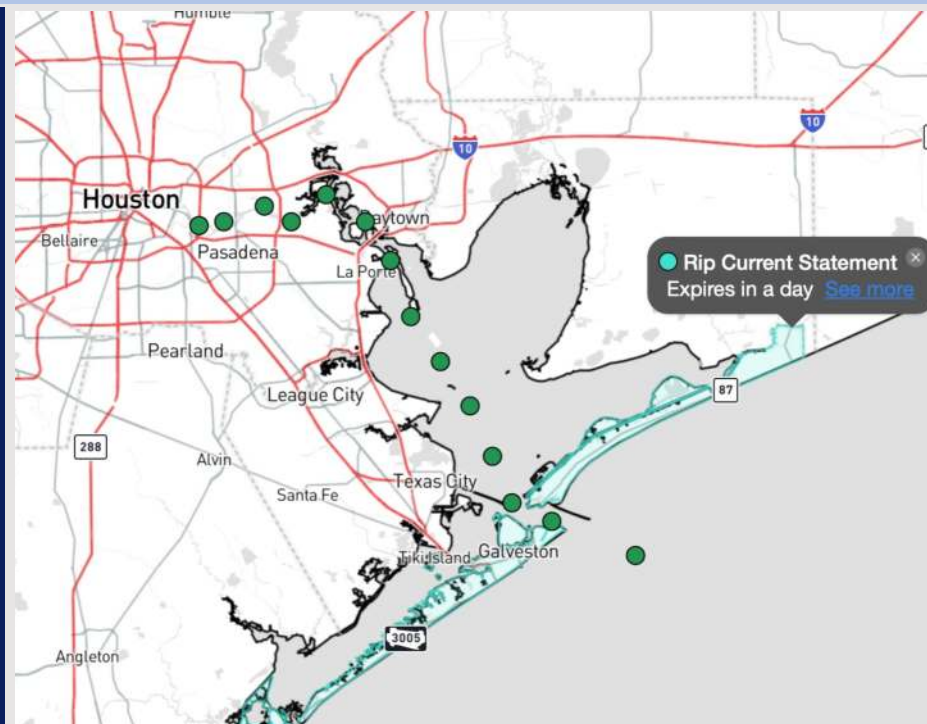 Humble
10
10
Houston
Baytown
Bellaire
Pasadena
La Porte
Rip Current Statement
Expires in a day See more
Pearland
League City
87
288
Alvin
Texas City
Santa Fe
Tiki Island
Galveston
3005
Angleton